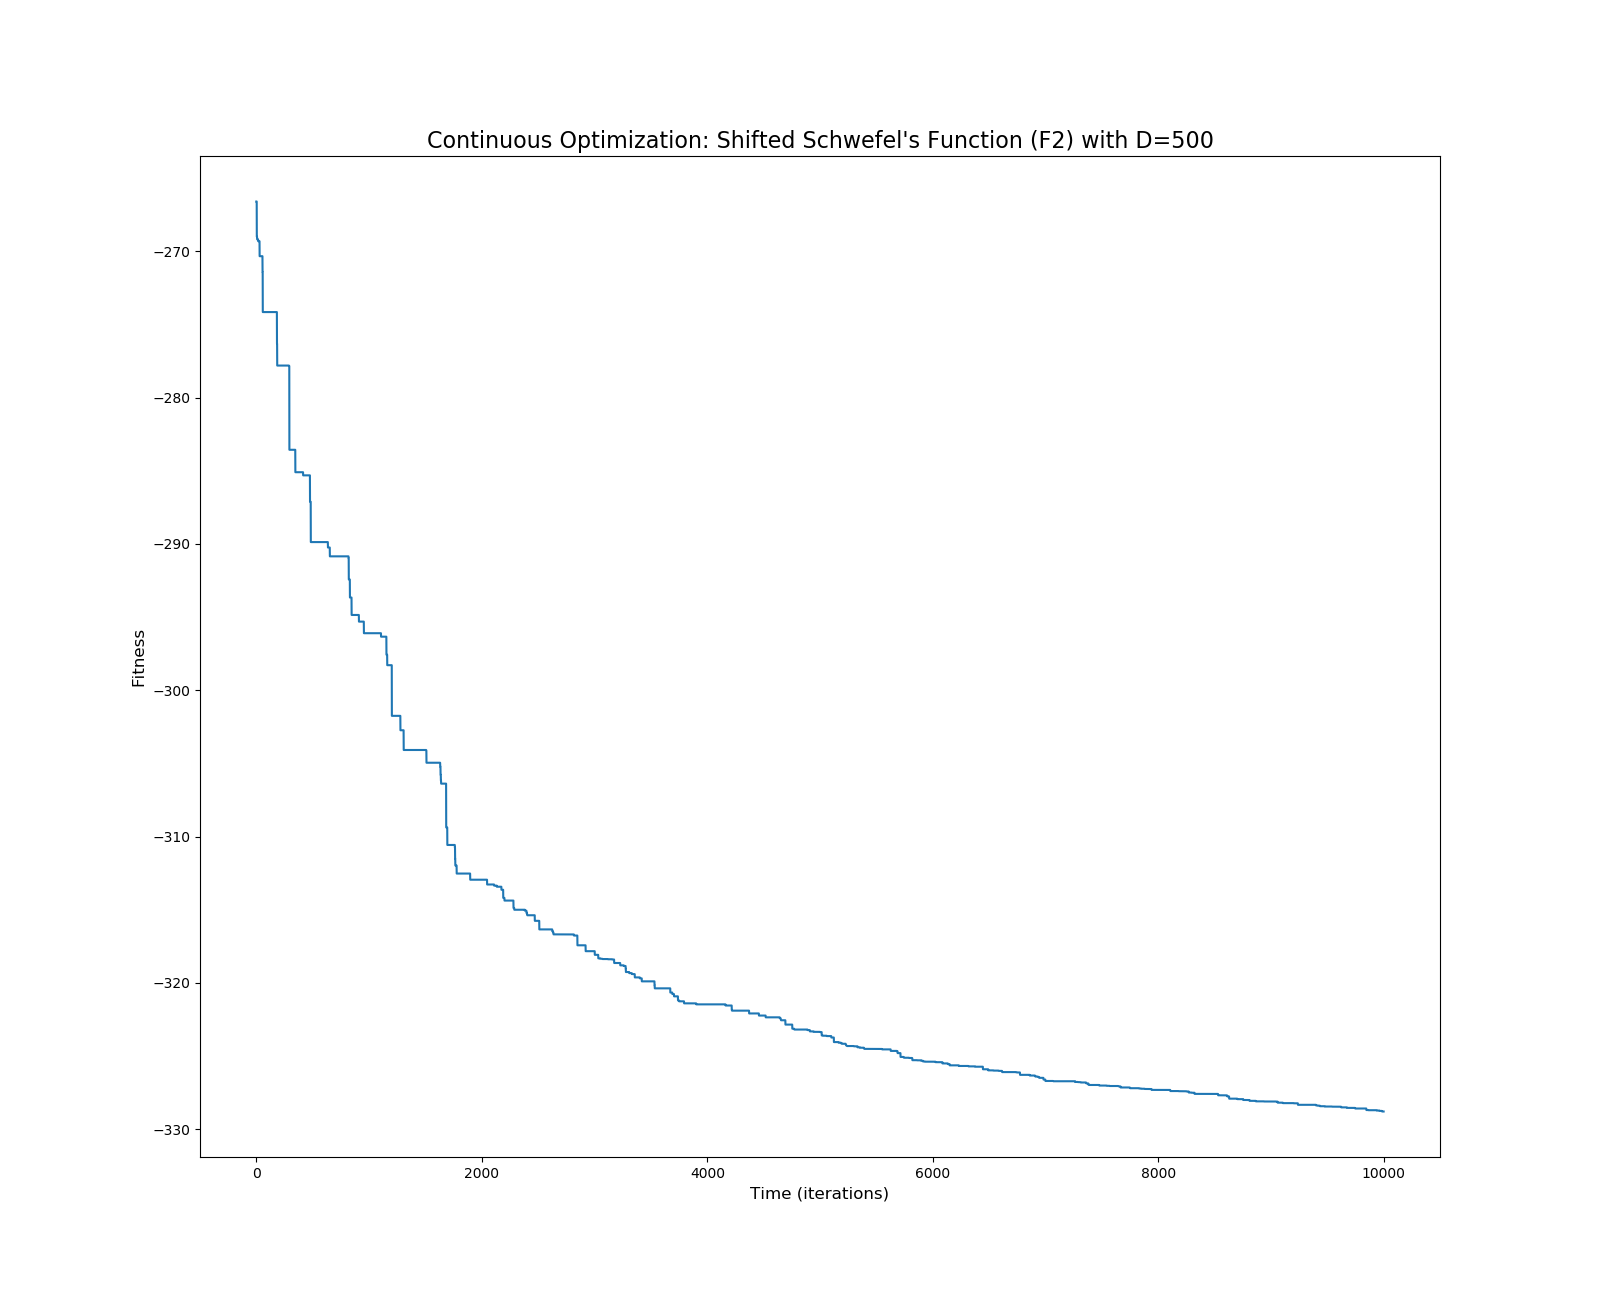 Continuous Optimization: Shifted Schwefel's Function (F2) with D=500
−270
−280
−290
−300
−310
−320
−330
Fitness
0 2000 4000 6000 8000 10000
Time (iterations)